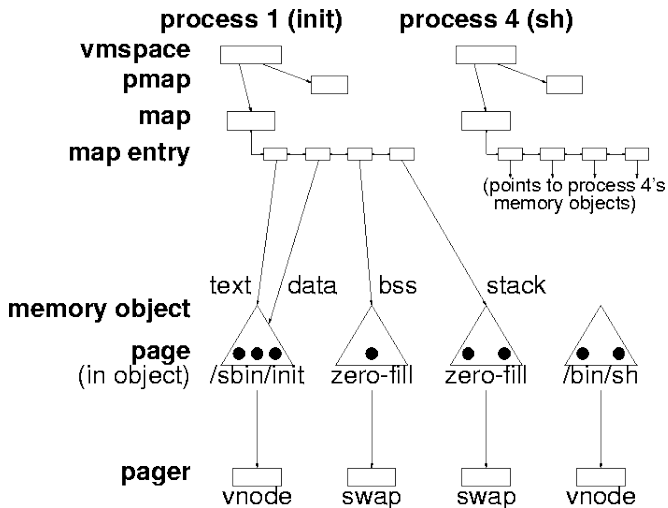 process 1 (init) process 4 (sh)
vmspace
pmap
map
map entry
(points to process 4's
memory objects)
text data bss stack
memory object
page
(in object) /sbin/init zero-fill zero-fill /bin/sh
pager
vnode swap swap vnode